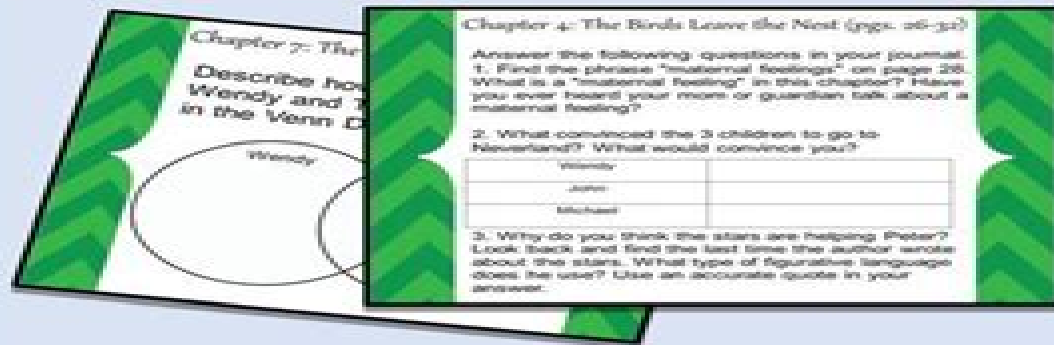 Chapter 7: The
Describe how
Wendy and T
in the Venn D
Wendy
Chapter 4: The Birds Leave the Nest (pgs. 26-32)
Answer the following questions in your journal.
1. Find the phrase "maternal feelings" on page 28.
What is a "maternal feeling" in this chapter? Have
you ever heard your mom or guardian talk about a
maternal feeling?
2. What convinced the 3 children to go to
Neverland? What would convince you?
Wendy
John
Michael
3. Why do you think the stars are helping Peter?
Look back and find the last time the author wrote
about the stars. What type of figurative language
does he use? Use an accurate quote in your
answer.